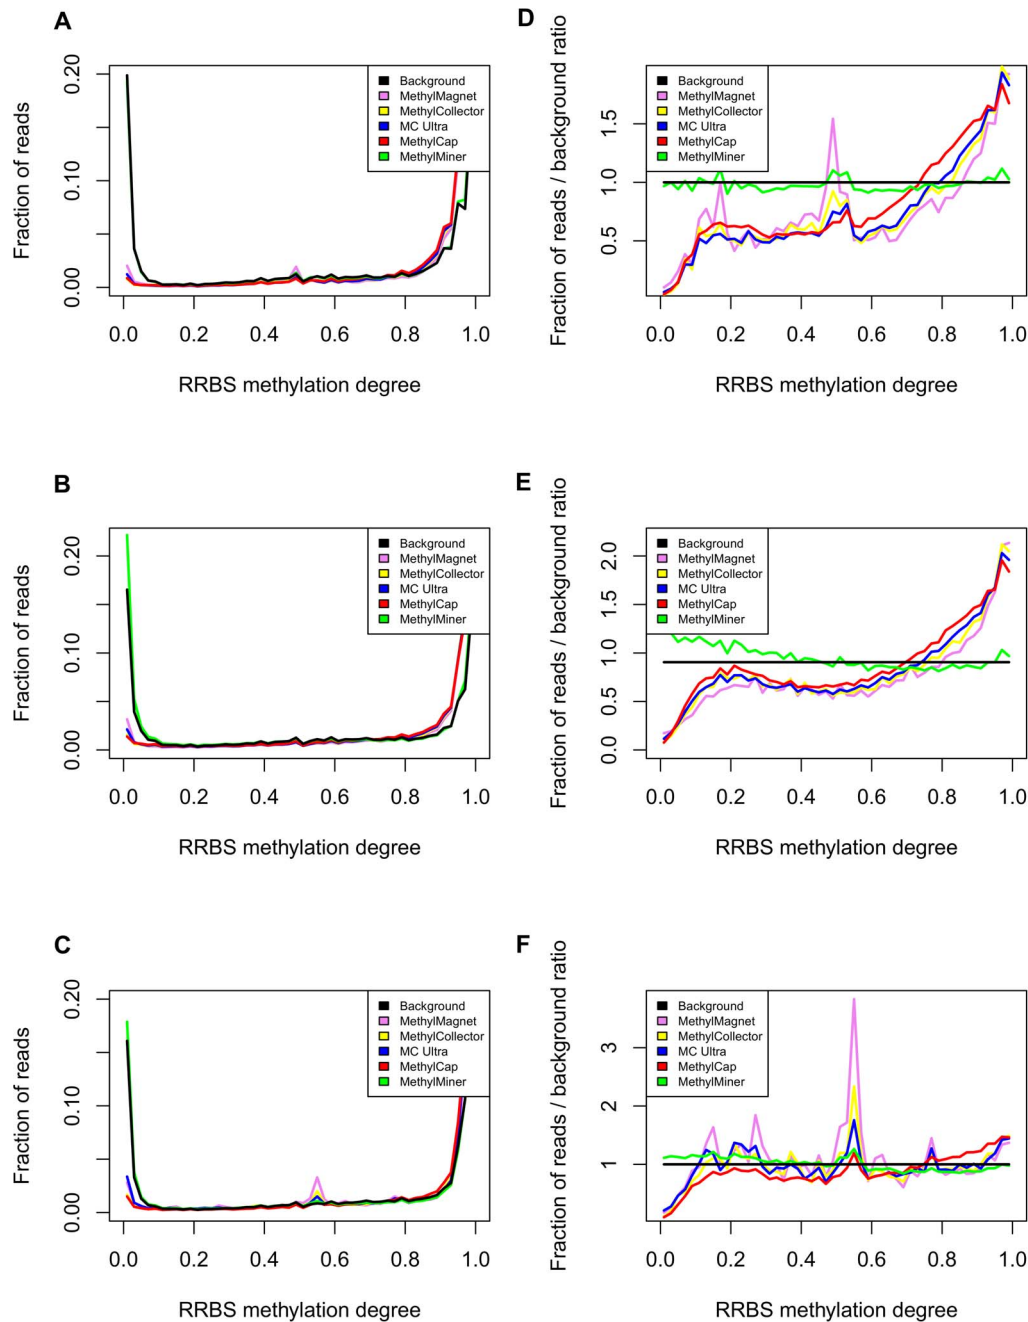 A
Fraction of reads
0.20
0.10
0.00
Background
MethylMagnet
MethylCollector
MC Ultra
MethylCap
MethylMiner
0.0 0.2 0.4 0.6 0.8 1.0
RRBS methylation degree
D
Fraction of reads / background ratio
1.5
1.0
0.5
Background
MethylMagnet
MethylCollector
MC Ultra
MethylCap
MethylMiner
0.0 0.2 0.4 0.6 0.8 1.0
RRBS methylation degree
B
Fraction of reads
0.20
0.10
0.00
Background
MethylMagnet
MethylCollector
MC Ultra
MethylCap
MethylMiner
0.0 0.2 0.4 0.6 0.8 1.0
RRBS methylation degree
E
Fraction of reads / background ratio
2.0
1.5
1.0
0.5
0.0
Background
MethylMagnet
MethylCollector
MC Ultra
MethylCap
MethylMiner
0.0 0.2 0.4 0.6 0.8 1.0
RRBS methylation degree
C
Fraction of reads
0.20
0.10
0.00
Background
MethylMagnet
MethylCollector
MC Ultra
MethylCap
MethylMiner
0.0 0.2 0.4 0.6 0.8 1.0
RRBS methylation degree
F
Fraction of reads / background ratio
3
2
1
Background
MethylMagnet
MethylCollector
MC Ultra
MethylCap
MethylMiner
0.0 0.2 0.4 0.6 0.8 1.0
RRBS methylation degree